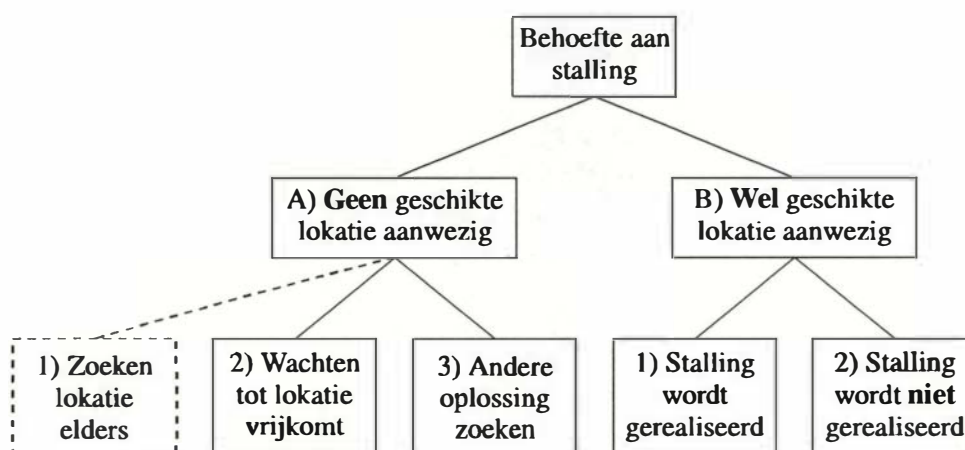 Behoefte aan
stalling
A) Geen geschikte
lokatie aanwezig
B) Wel geschikte
lokatie aanwezig
1) Zoeken
lokatie
elders
2) Wachten
tot lokatie
vrijkomt
3) Andere
oplossing
zoeken
1) Stalling
wordt
gerealiseerd
2) Stalling
wordt niet
gerealiseerd